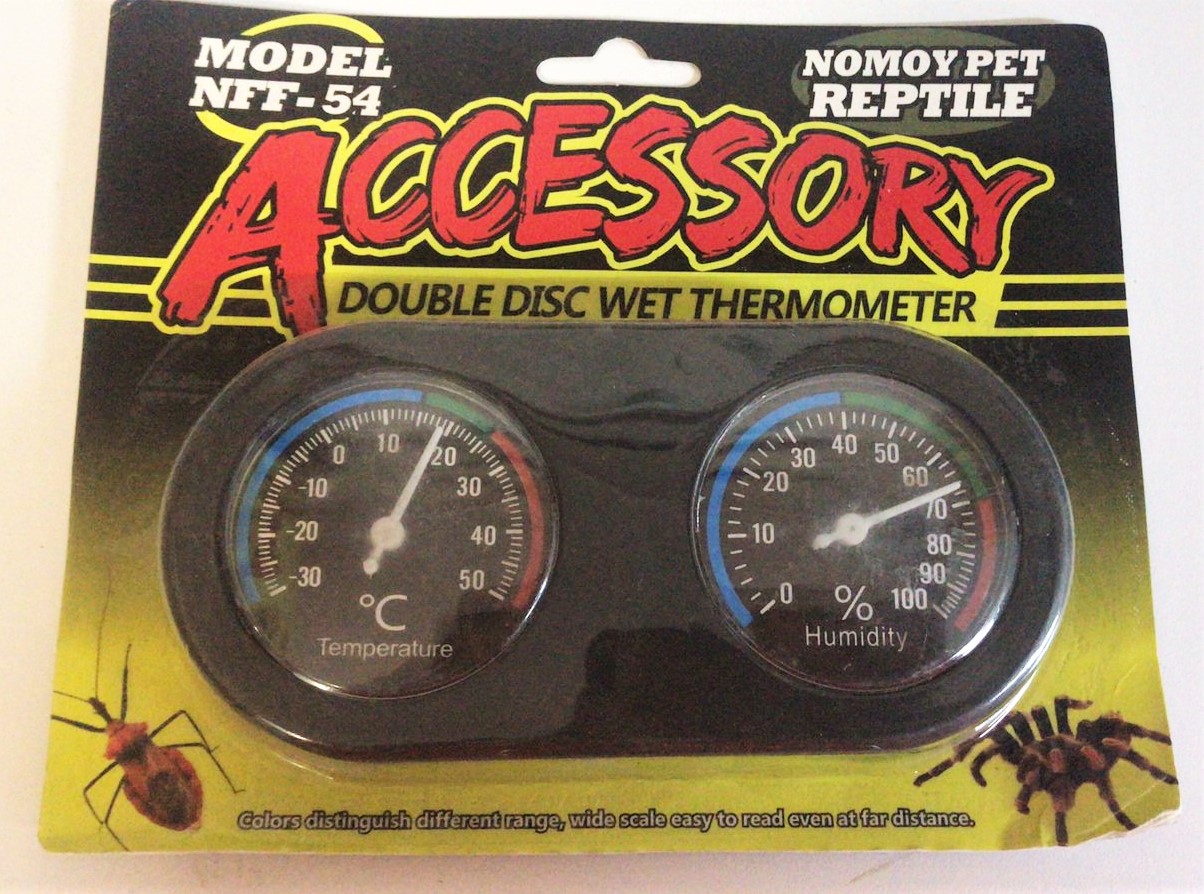 MODEL
NFF-54
NOMOY PET
REPTILE
ACCESSORY
DOUBLE DISC WET THERMOMETER
-30
-20
-10
0
10
20
30
40
50
°C
Temperature
0
10
20
30
40
50
60
70
80
90
100
%
Humidity
Colors distinguish different range, wide scale easy to read even at far distance.